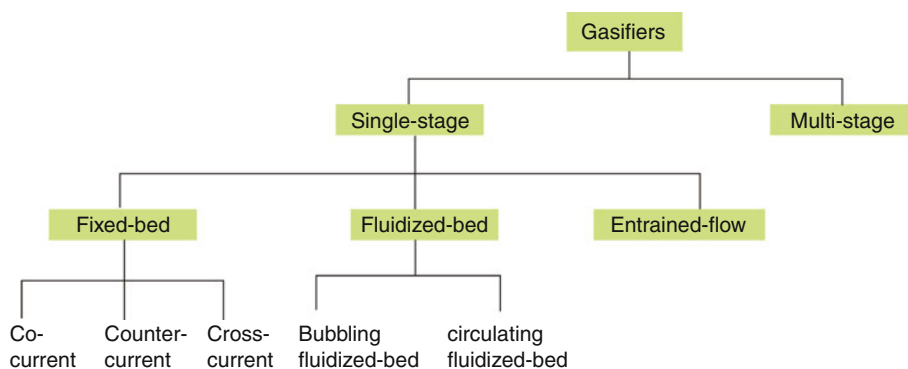 Gasifiers
Single-stage
Multi-stage
Fixed-bed
Fluidized-bed
Entrained-flow
Co-
current
Counter-
current
Cross-
current
Bubbling
fluidized-bed
circulating
fluidized-bed